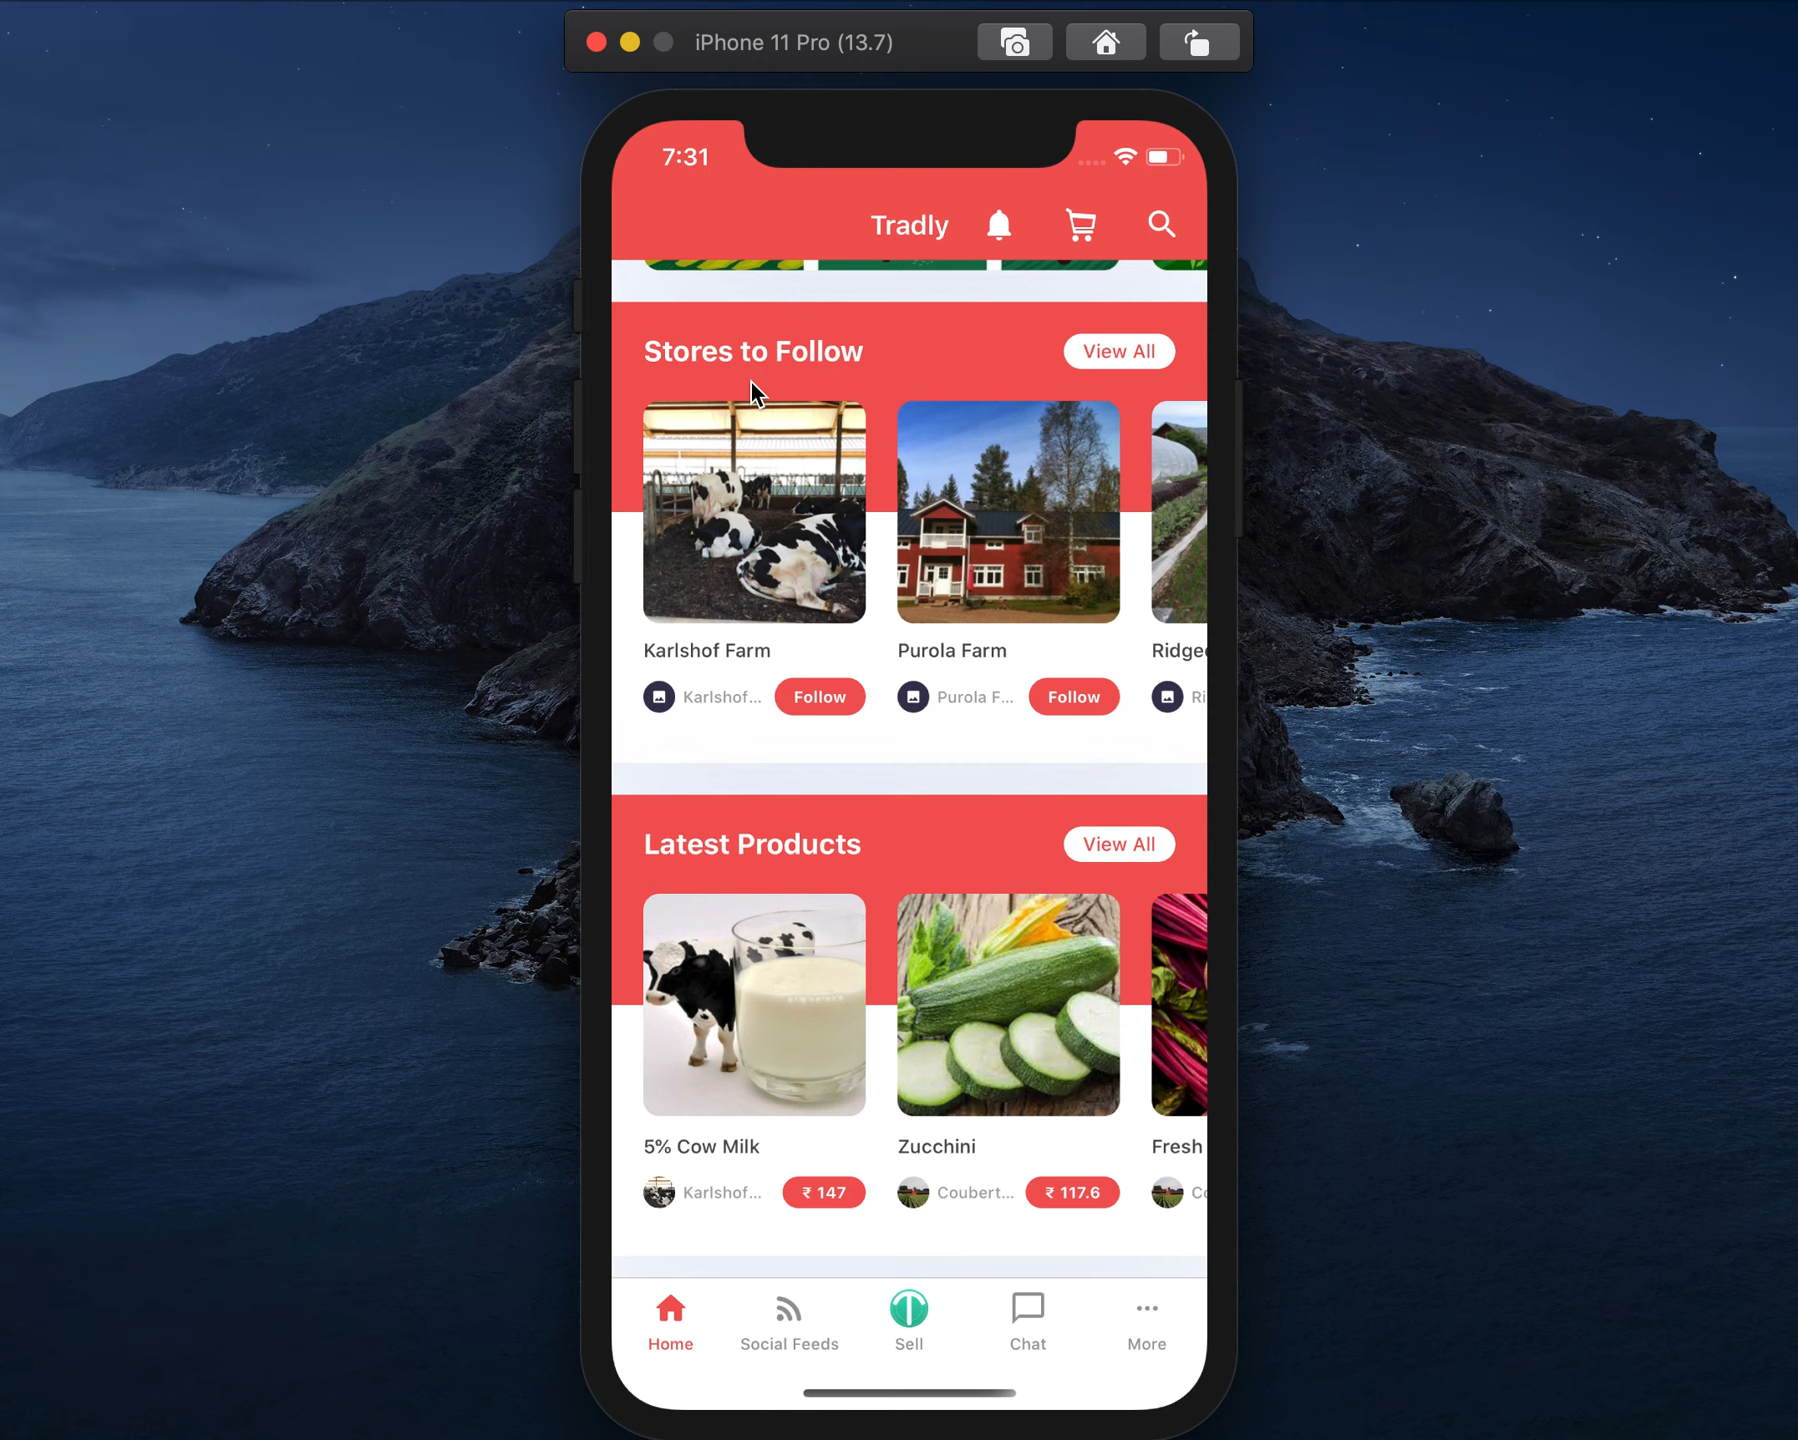 iPhone 11 Pro (13.7)
7:31
Tradly
Stores to Follow
View All
Karlshof Farm
Purola Farm
Karlshof...
Follow
Purola F...
Follow
Latest Products
View All
5% Cow Milk
Zucchini
Fresh
Karlshof...
₹ 147
Coubert...
₹ 117.6
Home
Social Feeds
Sell
Chat
More